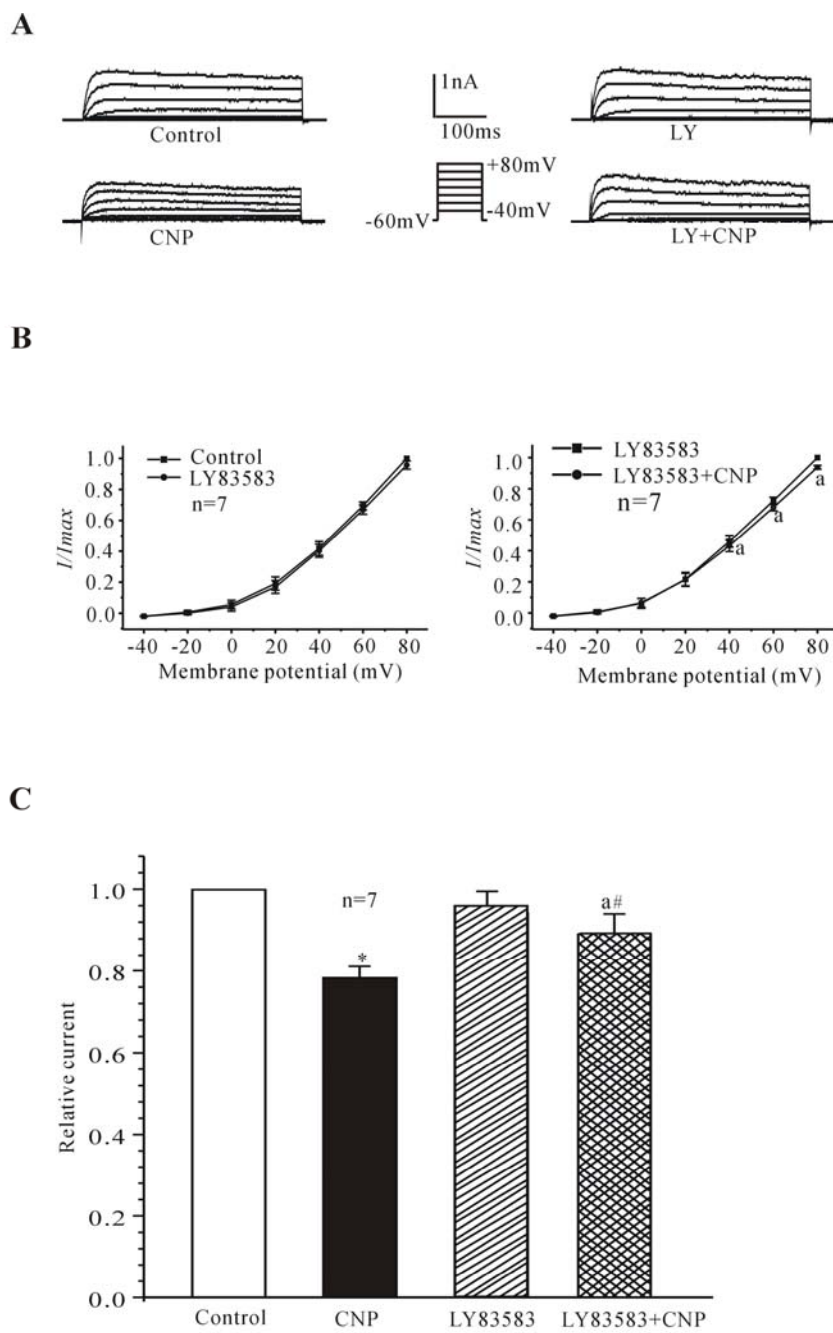 A
Control
1nA
100ms
LY
CNP
+80mV
-40mV
-60mV
LY+CNP
B
Control
LY83583
n=7
I/Imax
1.0
0.8
0.6
0.4
0.2
0.0
-40 -20 0 20 40 60 80
Membrane potential (mV)
LY83583
LY83583+CNP
n=7
I/Imax
1.0
0.8
0.6
0.4
0.2
0.0
a
a
a
-40 -20 0 20 40 60 80
Membrane potential (mV)
C
Relative current
1.0
0.8
0.6
0.4
0.2
0.0
n=7
*
a#
Control CNP LY83583 LY83583+CNP